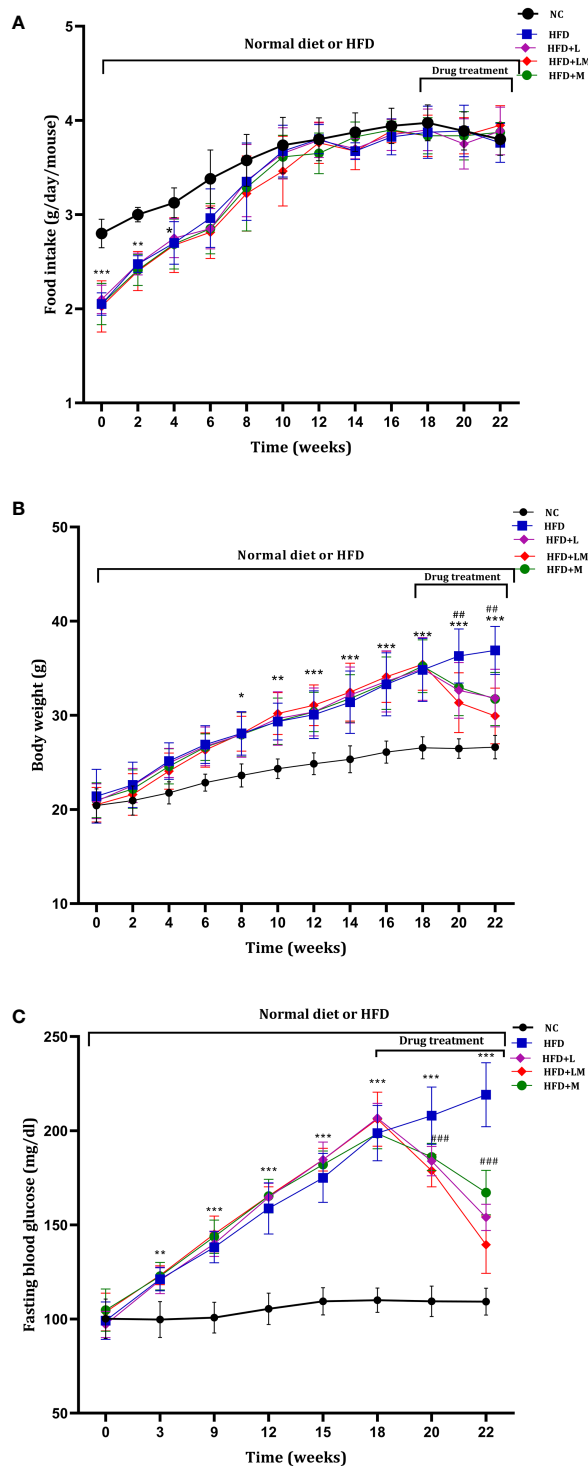 A
NC
HFD
HFD+L
HFD+LM
HFD+M
Normal diet or HFD
Drug treatment
Food intake (g/day/mouse)
5
4
3
2
1
***
**
*
0 2 4 6 8 10 12 14 16 18 20 22
Time (weeks)
B
NC
HFD
HFD+L
HFD+LM
HFD+M
Normal diet or HFD
Drug treatment
Body weight (g)
50
40
30
20
10
* ** *** *** *** *** ## *** ## ***
0 2 4 6 8 10 12 14 16 18 20 22
Time (weeks)
C
NC
HFD
HFD+L
HFD+LM
HFD+M
Normal diet or HFD
Drug treatment
Fasting blood glucose (mg/dl)
250
200
150
100
50
** *** *** *** *** *** ***
### ###
0 3 9 12 15 18 20 22
Time (weeks)